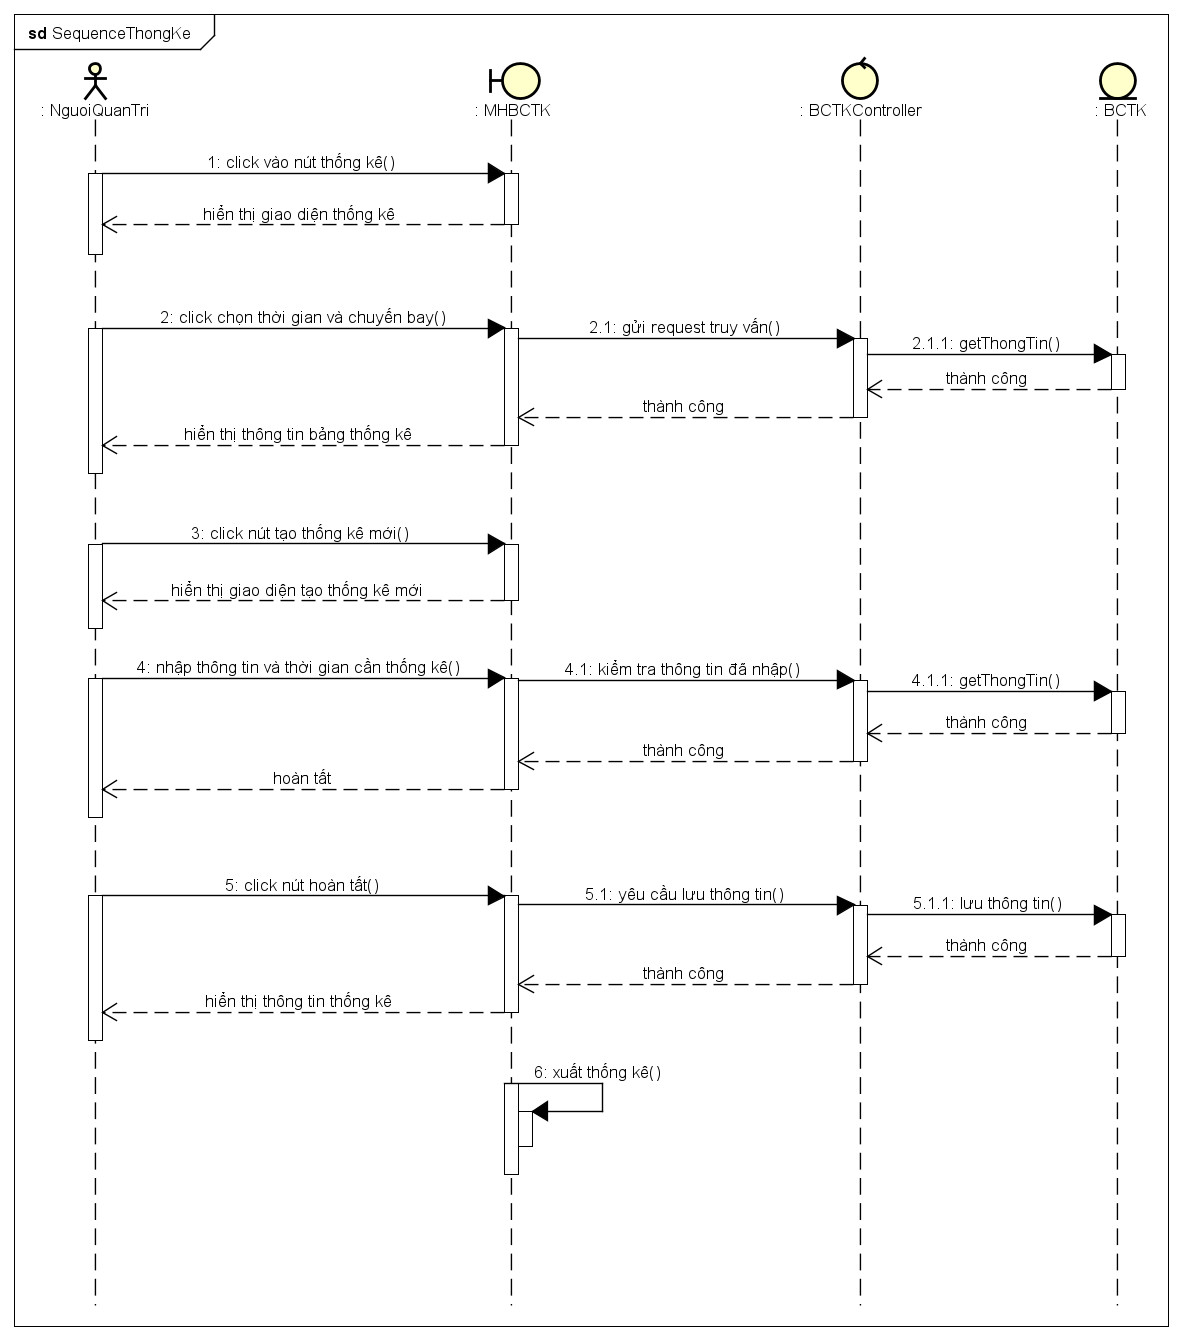 sd SequenceThongKe
: NguoiQuanTri
: MHBCTK
: BCTKController
: BCTK
1: click vào nút thống kê()
hiển thị giao diện thống kê
2: click chọn thời gian và chuyến bay()
2.1: gửi request truy vấn()
2.1.1: getThongTin()
thành công
thành công
hiển thị thông tin bảng thống kê
3: click nút tạo thống kê mới()
hiển thị giao diện tạo thống kê mới
4: nhập thông tin và thời gian cần thống kê()
4.1: kiểm tra thông tin đã nhập()
4.1.1: getThongTin()
thành công
thành công
hoàn tất
5: click nút hoàn tất()
5.1: yêu cầu lưu thông tin()
5.1.1: lưu thông tin()
thành công
thành công
hiển thị thông tin thống kê
6: xuất thống kê()